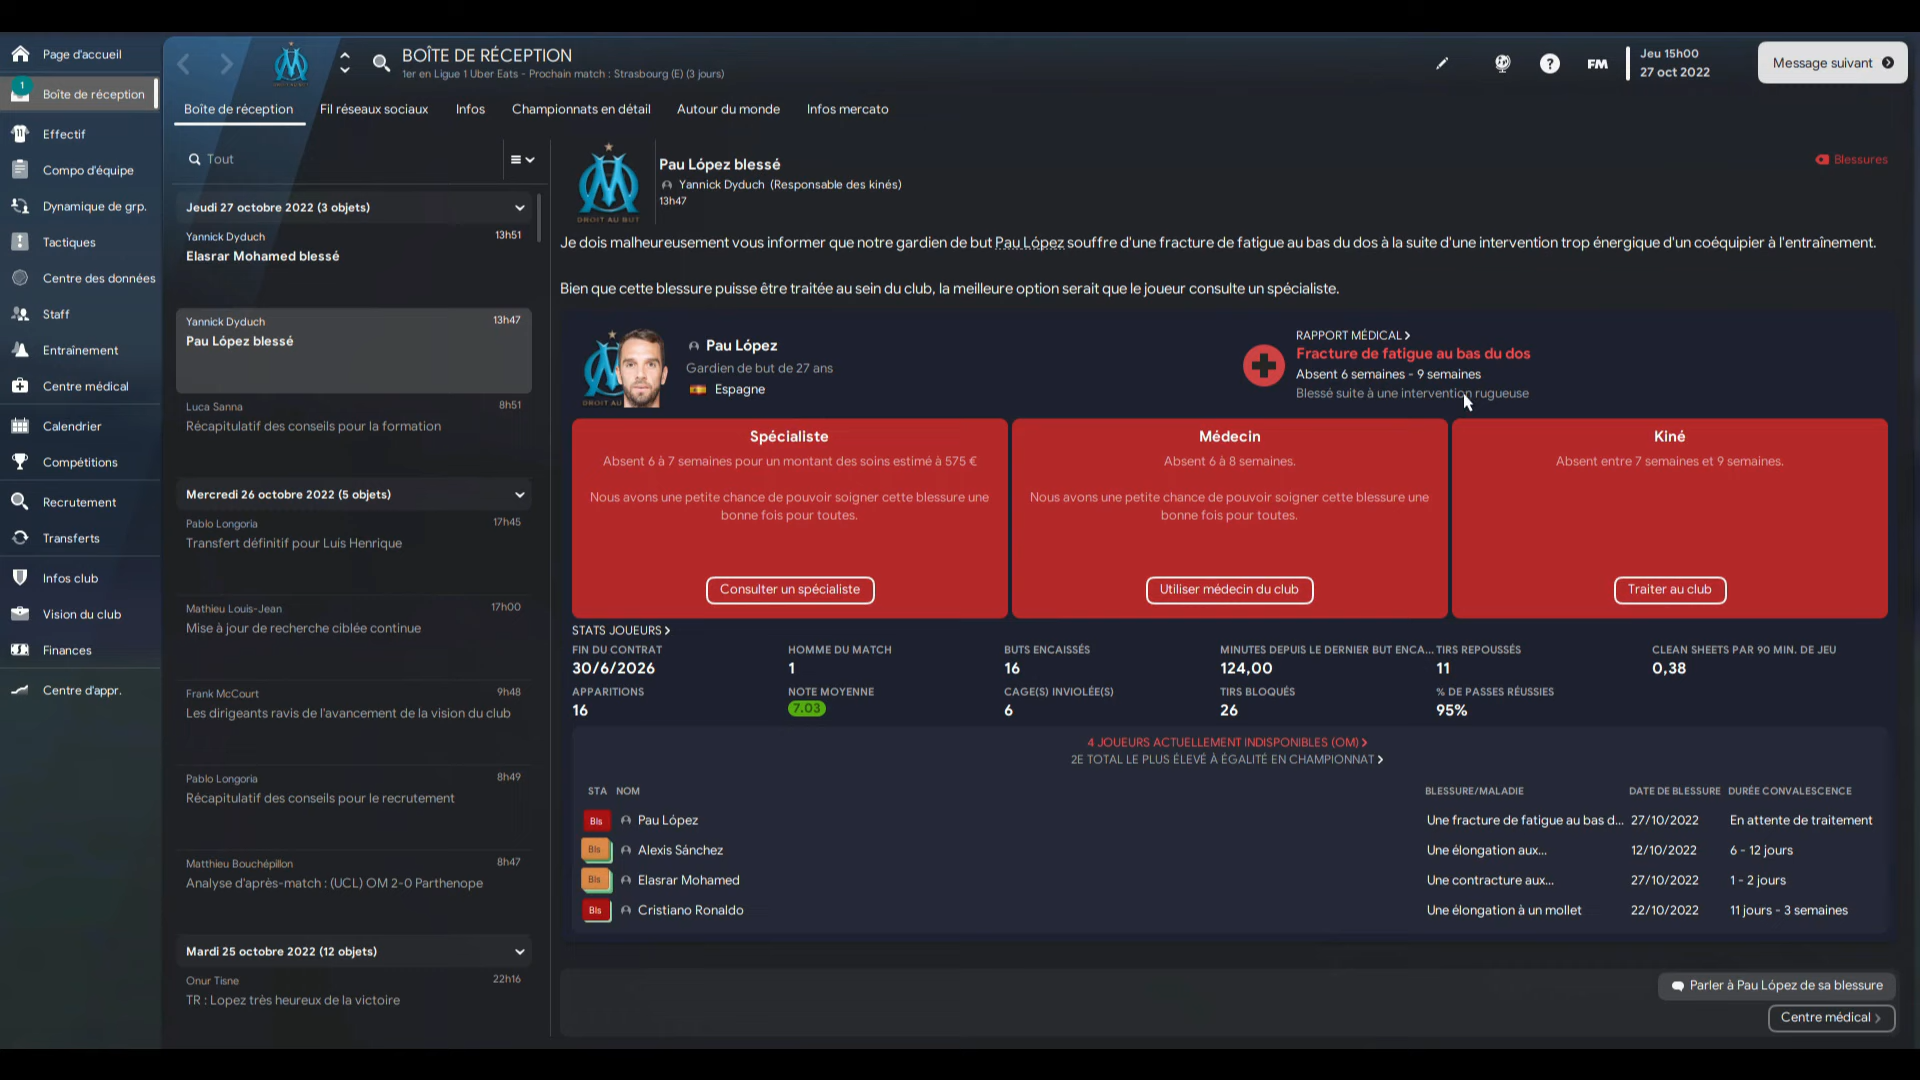 Page d'accueil
1
Boîte de réception
Effectif
Compo d'équipe
Dynamique de grp.
Tactiques
Centre des données
Staff
Entraînement
Centre médical
Calendrier
Compétitions
Recrutement
Transferts
Infos club
Vision du club
Finances
Centre d'appr.
BOÎTE DE RÉCEPTION
1er en Ligue 1 Uber Eats - Prochain match : Strasbourg (E) (3 jours)
FM
Jeu 15h00
27 oct 2022
Message suivant
Boîte de réception Fil réseaux sociaux Infos Championnats en détail Autour du monde Infos mercato
Tout
Jeudi 27 octobre 2022 (3 objets)
Yannick Dyduch 13h51
Elasrar Mohamed blessé
Yannick Dyduch 13h47
Pau López blessé
Luca Sanna 8h51
Récapitulatif des conseils pour la formation
Mercredi 26 octobre 2022 (5 objets)
Pablo Longoria 17h45
Transfert définitif pour Luis Henrique
Mathieu Louis-Jean 17h00
Mise à jour de recherche ciblée continue
Frank McCourt 9h48
Les dirigeants ravis de l'avancement de la vision du club
Pablo Longoria 8h49
Récapitulatif des conseils pour le recrutement
Matthieu Bouchépillon 8h47
Analyse d'après-match : (UCL) OM 2-0 Parthenope
Mardi 25 octobre 2022 (12 objets)
Onur Tisne 22h16
TR : Lopez très heureux de la victoire
DROIT AU BUT
Pau López blessé
Yannick Dyduch (Responsable des kinés)
13h47
Blessures
Je dois malheureusement vous informer que notre gardien de but Pau López souffre d'une fracture de fatigue au bas du dos à la suite d'une intervention trop énergique d'un coéquipier à l'entraînement.
Bien que cette blessure puisse être traitée au sein du club, la meilleure option serait que le joueur consulte un spécialiste.
DROIT AU
Pau López
Gardien de but de 27 ans
Espagne
RAPPORT MÉDICAL
Fracture de fatigue au bas du dos
Absent 6 semaines - 9 semaines
Blessé suite à une intervention rugueuse
Spécialiste
Absent 6 à 7 semaines pour un montant des soins estimé à 575 €
Nous avons une petite chance de pouvoir soigner cette blessure une
bonne fois pour toutes.
Consulter un spécialiste
Médecin
Absent 6 à 8 semaines.
Nous avons une petite chance de pouvoir soigner cette blessure une
bonne fois pour toutes.
Utiliser médecin du club
Kiné
Absent entre 7 semaines et 9 semaines.
Traiter au club
STATS JOUEURS
FIN DU CONTRAT HOMME DU MATCH BUTS ENCAISSÉS MINUTES DEPUIS LE DERNIER BUT ENCA... TIRS REPOUSSÉS CLEAN SHEETS PAR 90 MIN. DE JEU
30/6/2026 1 16 124,00 11 0,38
APPARITIONS NOTE MOYENNE CAGE(S) INVIOLÉE(S) TIRS BLOQUÉS % DE PASSES RÉUSSIES
16 7.03 6 26 95%
4 JOUEURS ACTUELLEMENT INDISPONIBLES (OM)
2E TOTAL LE PLUS ÉLEVÉ À ÉGALITÉ EN CHAMPIONNAT
STA NOM BLESSURE/MALADIE DATE DE BLESSURE DURÉE CONVALESCENCE
Bls Pau López Une fracture de fatigue au bas d... 27/10/2022 En attente de traitement
Bls Alexis Sánchez Une élongation aux... 12/10/2022 6 - 12 jours
Bls Elasrar Mohamed Une contracture aux... 27/10/2022 1 - 2 jours
Bls Cristiano Ronaldo Une élongation à un mollet 22/10/2022 11 jours - 3 semaines
Parler à Pau López de sa blessure
Centre médical